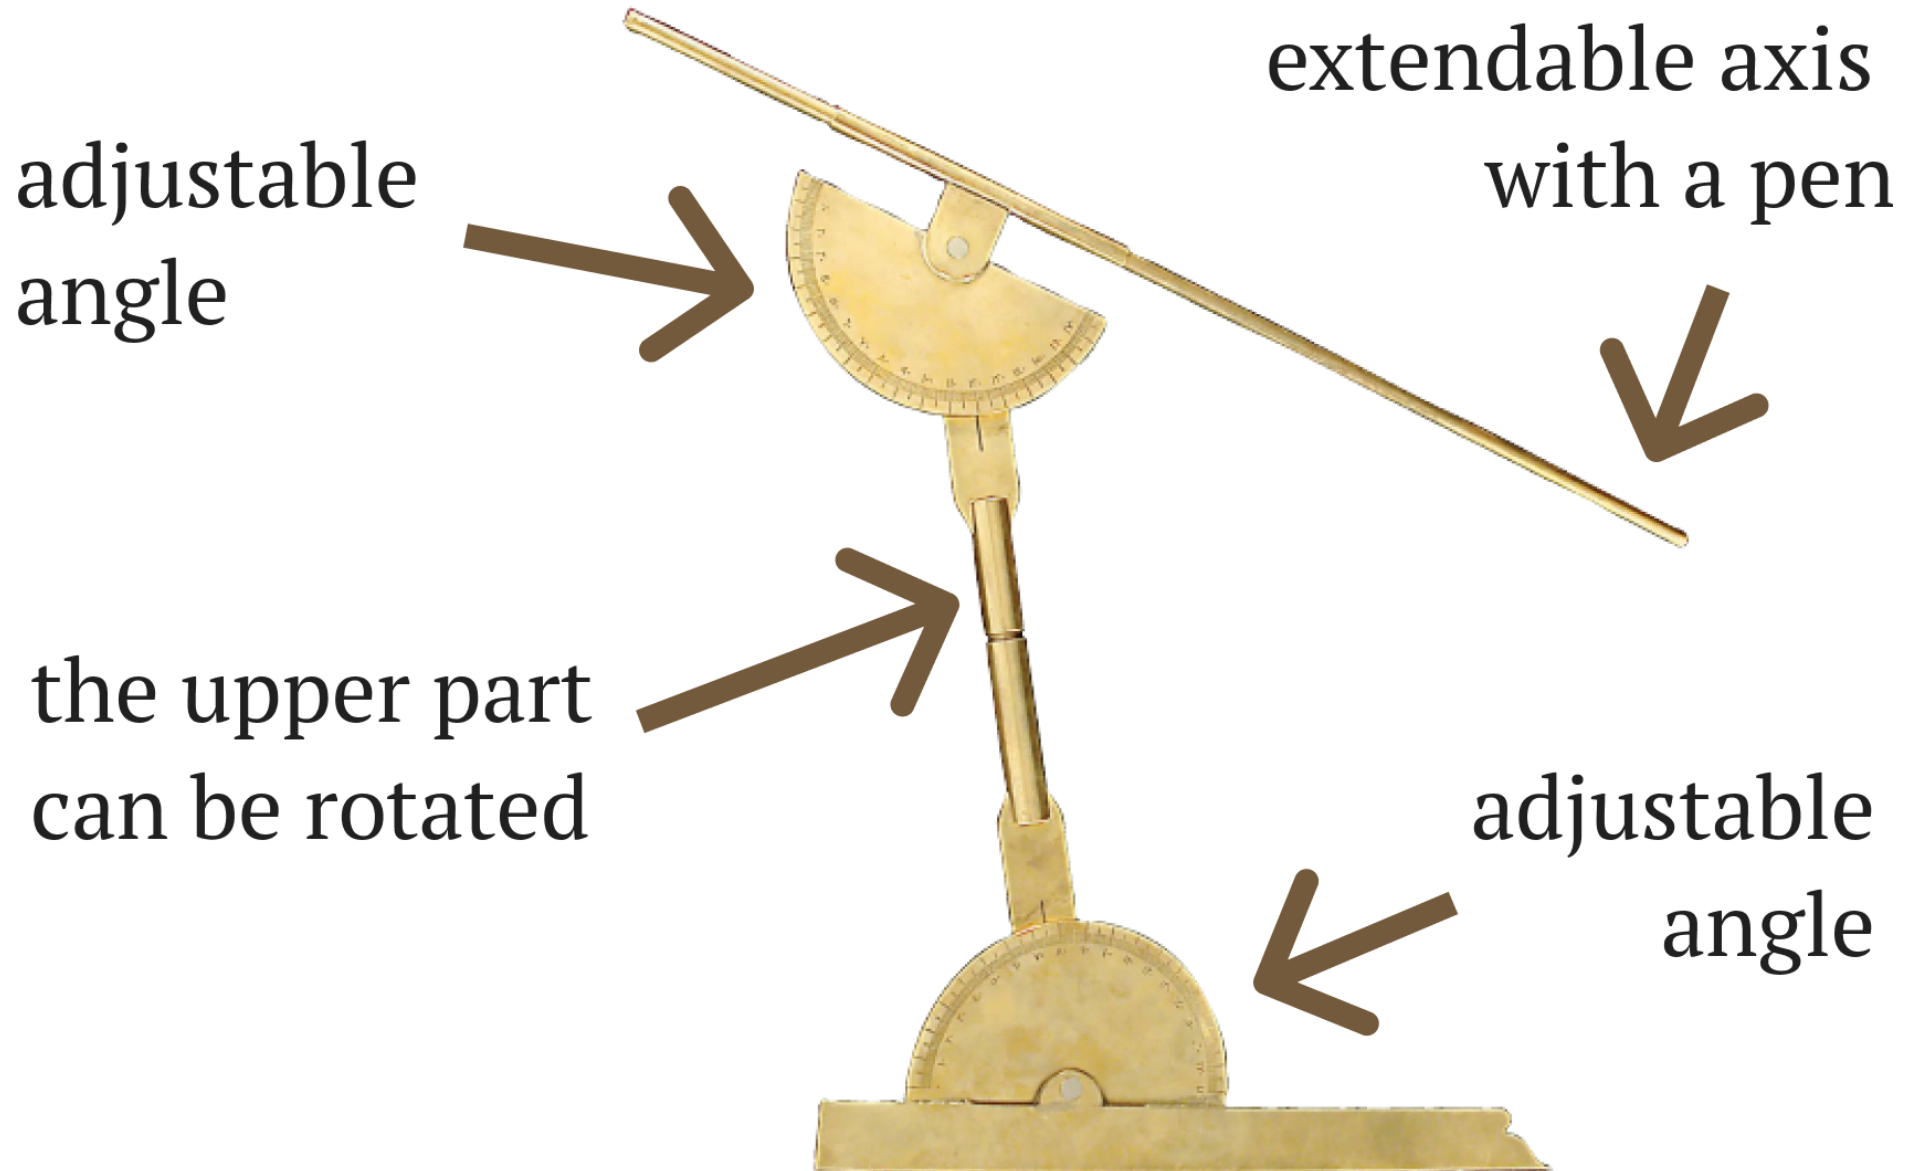 extendable axis
with a pen
adjustable
angle
the upper part
can be rotated
adjustable
angle